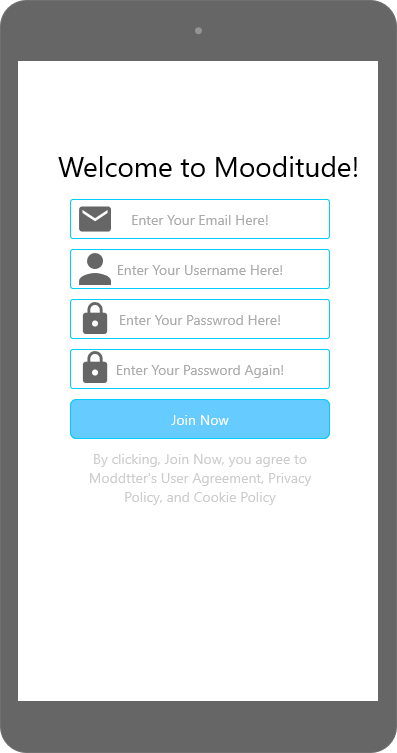 Welcome to Mooditude!
Enter Your Email Here!
Enter Your Username Here!
Enter Your Passwrod Here!
Enter Your Password Again!
Join Now
By clicking, Join Now, you agree to
Moddtter's User Agreement, Privacy
Policy, and Cookie Policy